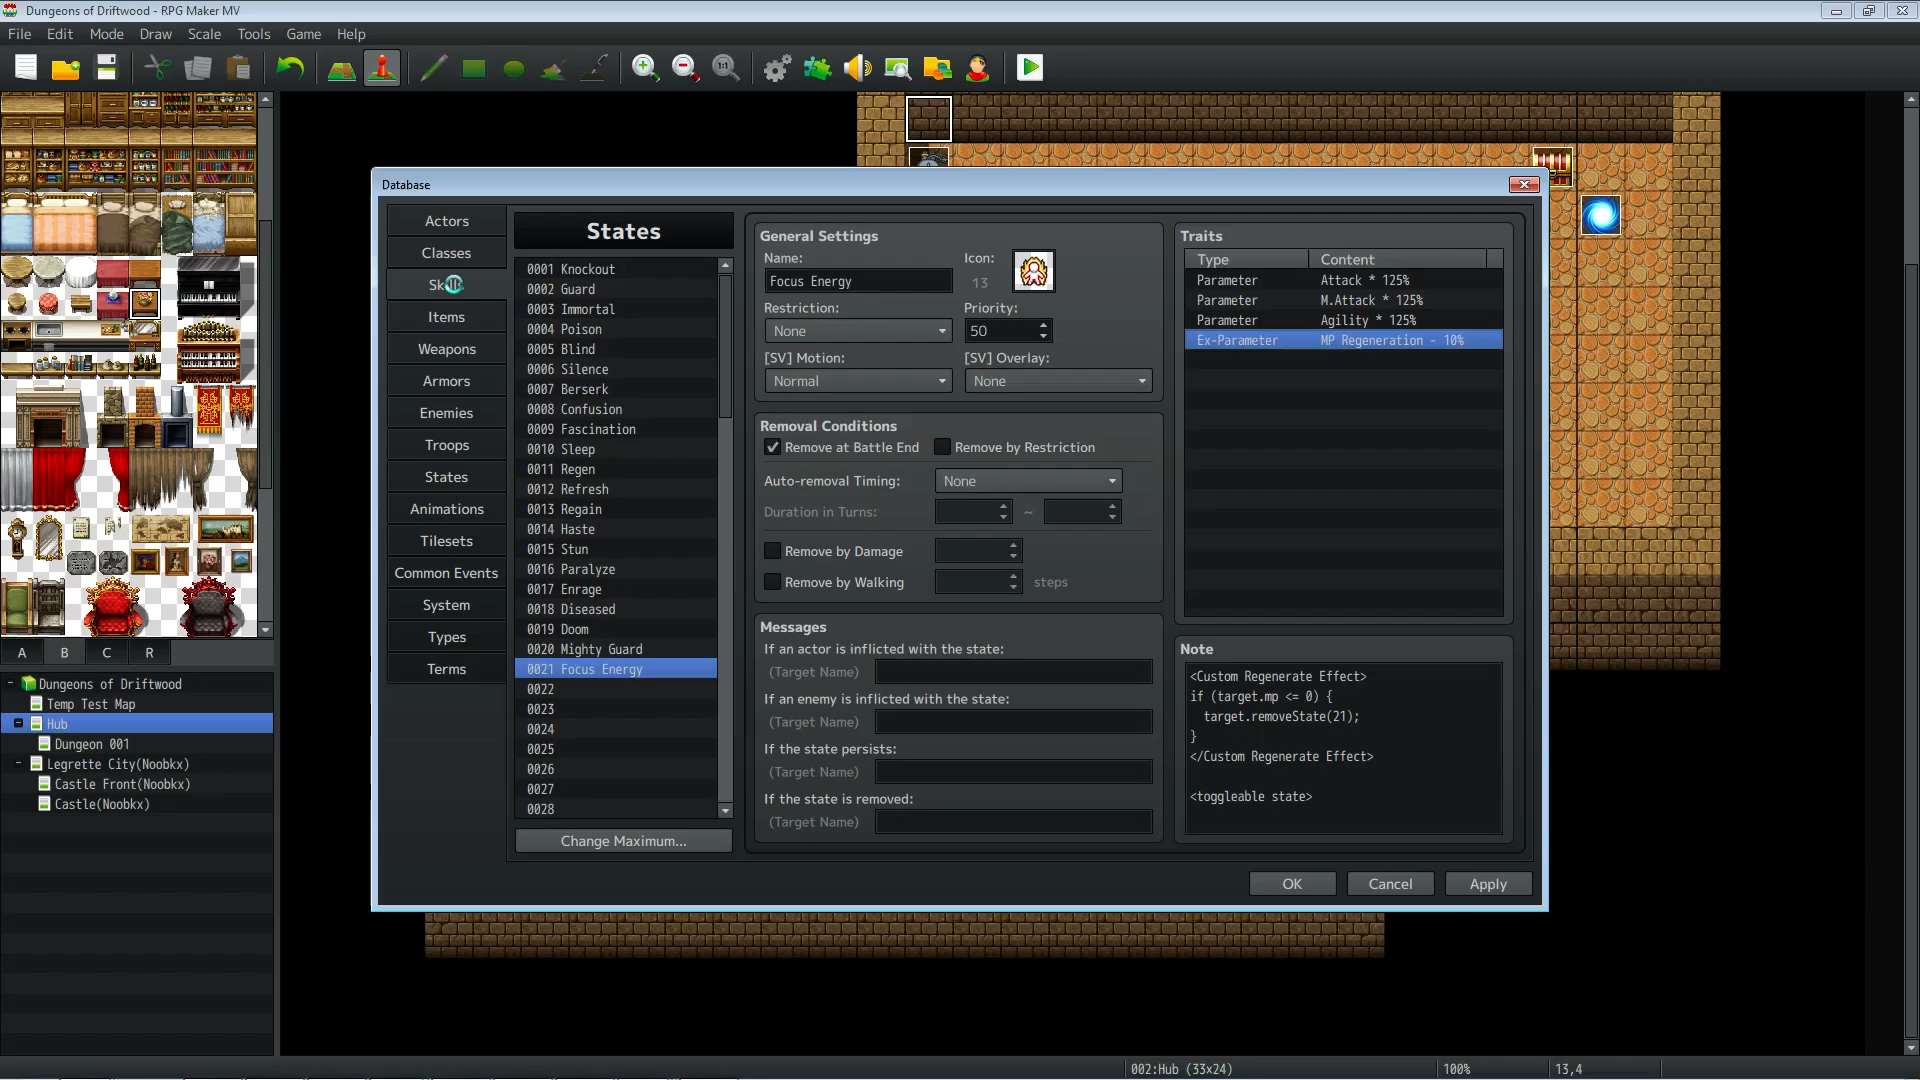 Dungeons of Driftwood - RPG Maker MV
File Edit Mode Draw Scale Tools Game Help
A B C R
Dungeons of Driftwood
Temp Test Map
Hub
Dungeon 001
Legrette City(Noobkx)
Castle Front(Noobkx)
Castle(Noobkx)
Database
Actors
Classes
Items
Weapons
Armors
Enemies
Troops
States
Animations
Tilesets
Common Events
System
Types
Terms
States
0001 Knockout
0002 Guard
0003 Immortal
0004 Poison
0005 Blind
0006 Silence
0007 Berserk
0008 Confusion
0009 Fascination
0010 Sleep
0011 Regen
0012 Refresh
0013 Regain
0014 Haste
0015 Stun
0016 Paralyze
0017 Enrage
0018 Diseased
0019 Doom
0020 Mighty Guard
0021 Focus Energy
0022
0023
0024
0025
0026
0027
0028
Change Maximum...
General Settings
Name: Icon:
Focus Energy 13
Restriction: Priority:
None 50
[SV] Motion: [SV] Overlay:
Normal None
Removal Conditions
Remove at Battle End Remove by Restriction
Auto-removal Timing: None
Duration in Turns: ~
Remove by Damage
Remove by Walking steps
Messages
If an actor is inflicted with the state:
(Target Name)
If an enemy is inflicted with the state:
(Target Name)
If the state persists:
(Target Name)
If the state is removed:
(Target Name)
Traits
Type Content
Parameter Attack * 125%
Parameter M.Attack * 125%
Parameter Agility * 125%
Ex-Parameter MP Regeneration - 10%
Note
<Custom Regenerate Effect>
if (target.mp <= 0) {
target.removeState(21);
}
</Custom Regenerate Effect>
<toggleable state>
OK Cancel Apply
002:Hub (33x24) 100% 13,4